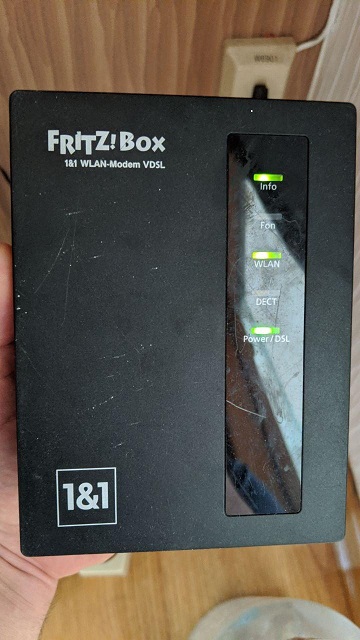 FRITZ!Box
1&1 WLAN-Modem VDSL
Info
Fon
WLAN
DECT
Power/DSL
1&1